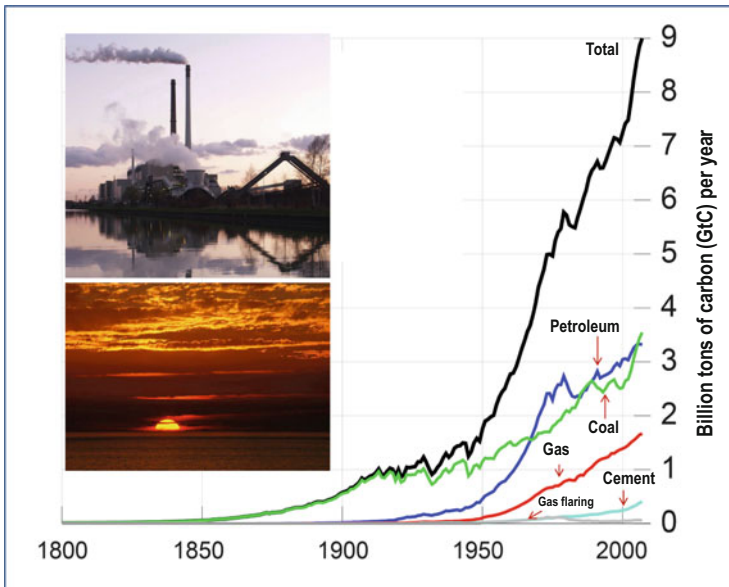 Total
9
8
7
6
5
4
3
2
1
0
Billion tons of carbon (GtC) per year
Petroleum
Coal
Gas
Cement
Gas flaring
1800
1850
1900
1950
2000